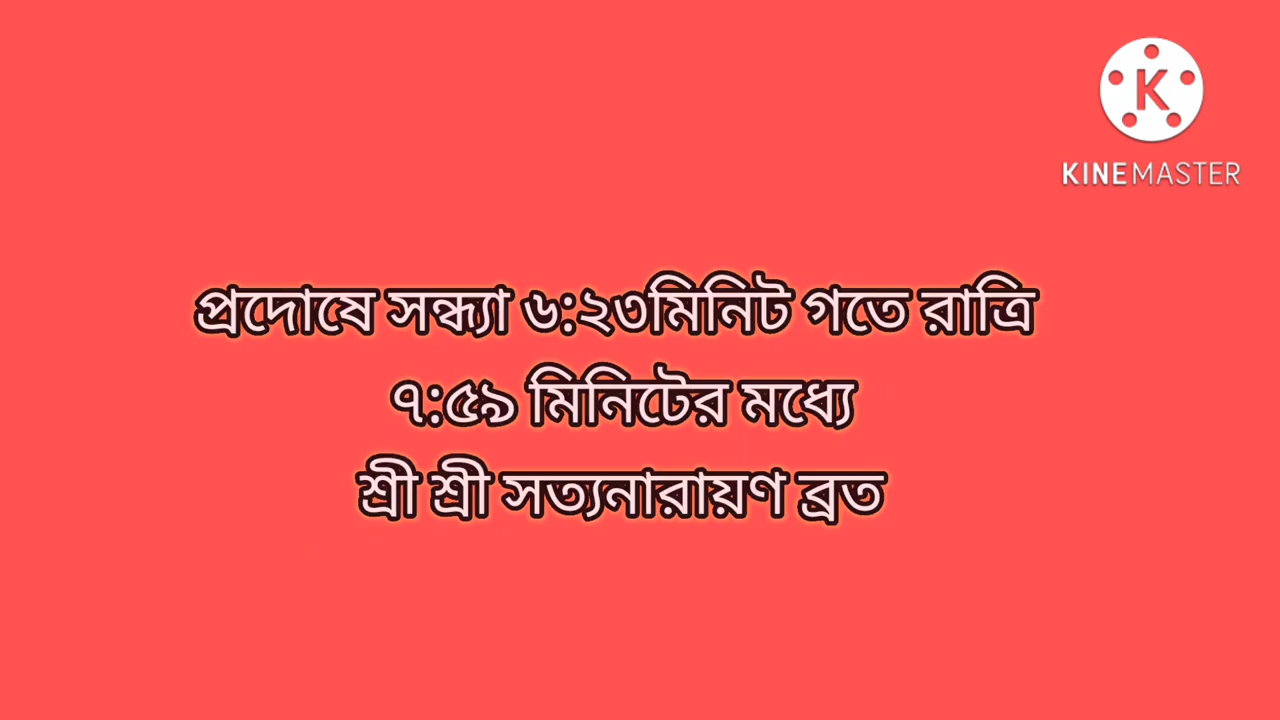 KINEMASTER
প্রদোষে সন্ধ্যা ৬:২৩মিনিট গতে রাত্রি
৭:৫৯ মিনিটের মধ্যে
শ্রী শ্রী সত্যনারায়ণ ব্রত